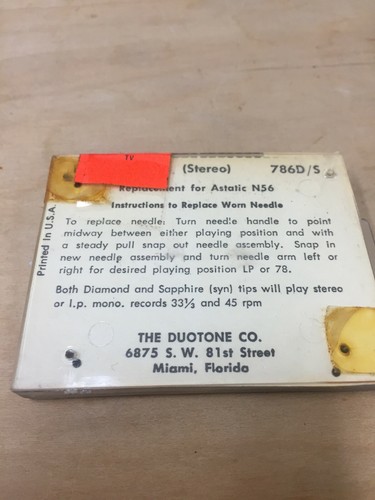 (Stereo) 786D/S
Replacement for Astatic N56
Instructions to Replace Worn Needle
To replace needle: Turn needle handle to point
midway between either playing position and with
a steady pull snap out needle assembly. Snap in
new needle assembly and turn needle arm left or
right for desired playing position LP or 78.
Both Diamond and Sapphire (syn) tips will play stereo
or l.p. mono. records 33⅓ and 45 rpm
THE DUOTONE CO.
6875 S. W. 81st Street
Miami, Florida
Printed in U.S.A.